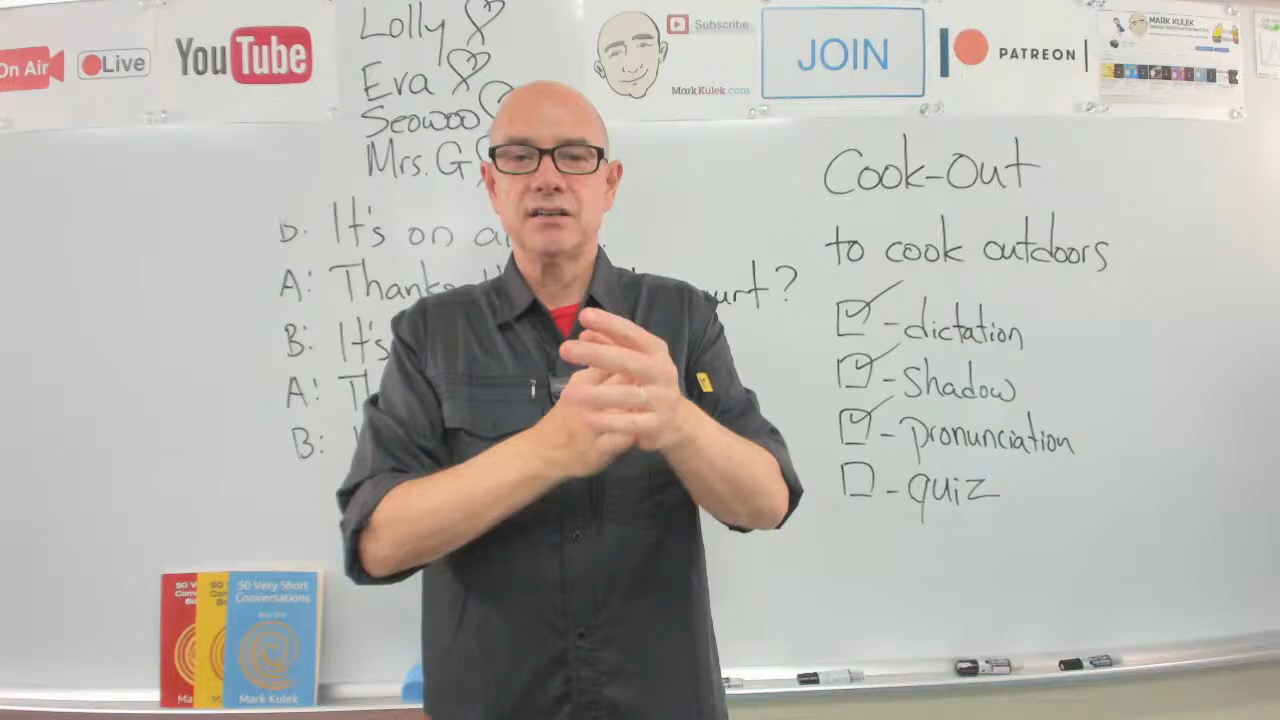 On Air
Live
YouTube
Lolly
Eva
Seowoo
Mrs. G
Subscribe
MarkKulek.com
JOIN
PATREON
MARK KULEK
D. It's on a
A: Thanks urt?
B: It's
A:
B:
Cook-Out
to cook outdoors
- dictation
- Shadow
- pronunciation
- quiz
50 Very Short
Conversations
Mark Kulek